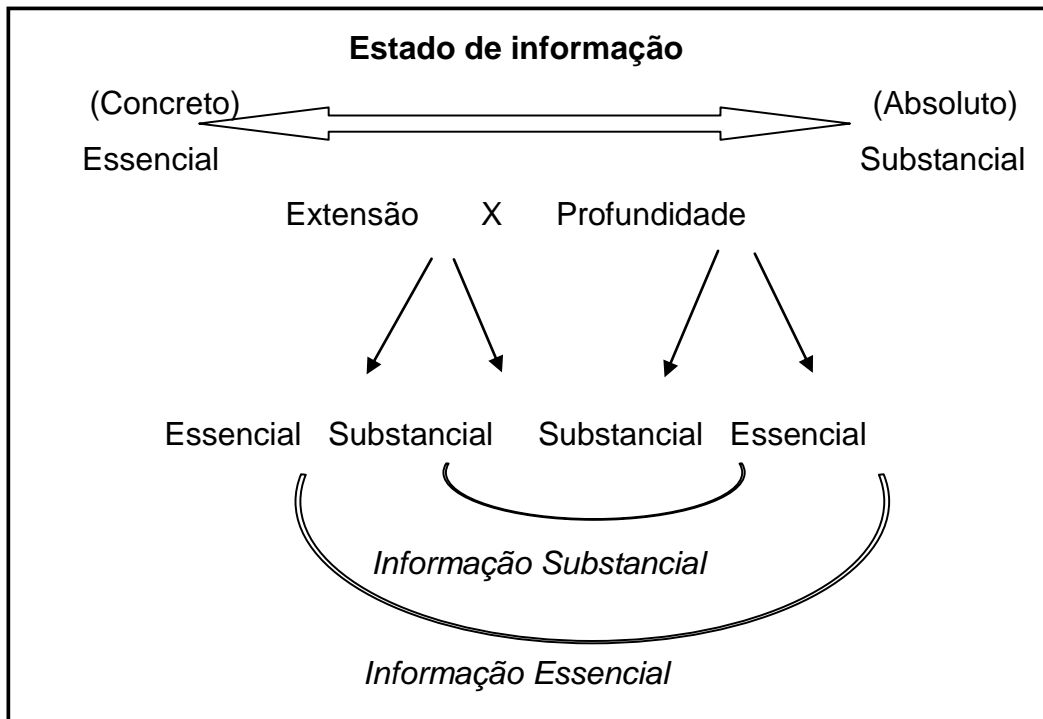 Estado de informação
(Concreto) (Absoluto)
Essencial Substancial
Extensão X Profundidade
Essencial Substancial Substancial Essencial
Informação Substancial
Informação Essencial